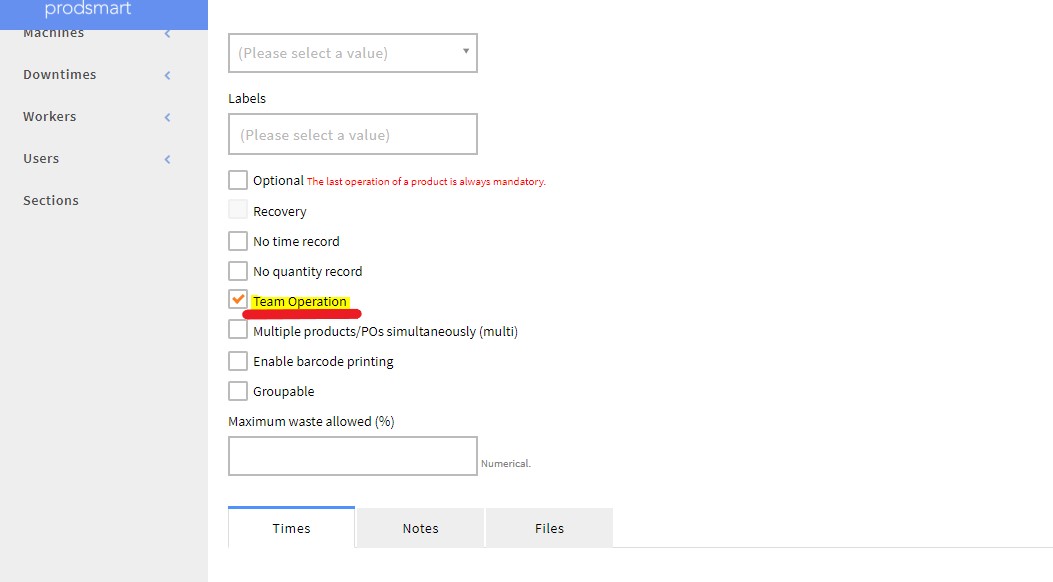 prodsmart
Machines
Downtimes
Workers
Users
Sections
(Please select a value)
Labels
(Please select a value)
Optional The last operation of a product is always mandatory.
Recovery
No time record
No quantity record
Team Operation
Multiple products/POs simultaneously (multi)
Enable barcode printing
Groupable
Maximum waste allowed (%)
Numerical.
Times
Notes
Files